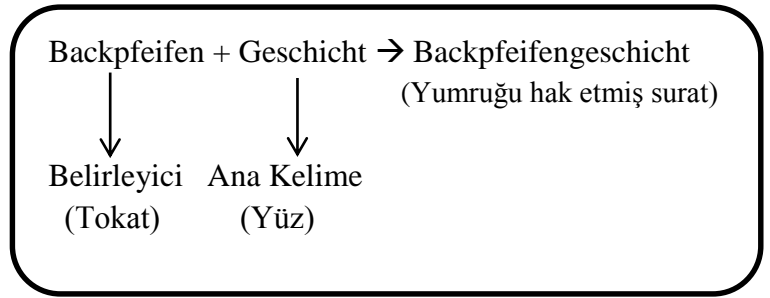 Backpfeifen + Geschicht → Backpfeifengeschicht
(Yumruğu hak etmiş surat)
Belirleyici Ana Kelime
(Tokat) (Yüz)